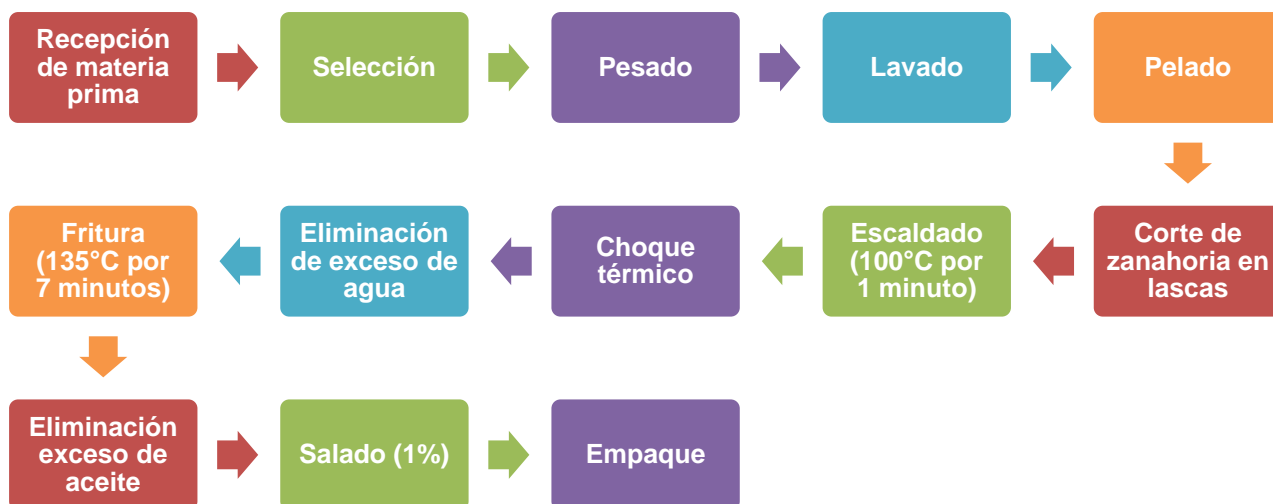 Recepción
de materia
prima
Selección
Pesado
Lavado
Pelado
Corte de
zanahoria en
lascas
Escaldado
(100°C por
1 minuto)
Choque
térmico
Eliminación
de exceso de
agua
Fritura
(135°C por
7 minutos)
Eliminación
exceso de
aceite
Salado (1%)
Empaque